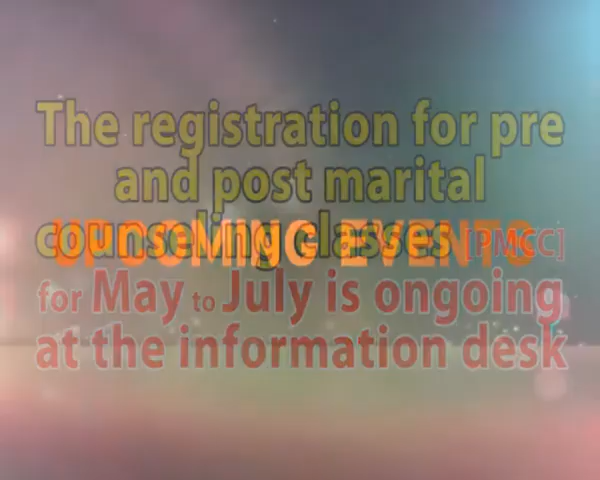 The registration for pre
and post marital
counseling classes [PMCC]
UPCOMING EVENTS
for May to July is ongoing
at the information desk